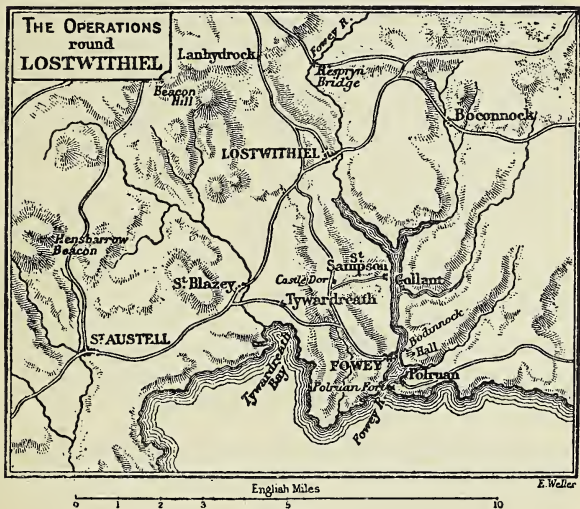 THE OPERATIONS
round
LOSTWITHIEL
Lanhydrock
Fowey R.
Respryn
Bridge
Beacon
Hill
Boconnock
LOSTWITHIEL
Hensbarrow
Beacon
St. Blazey
Castle Dor
St.
Sampson
Golant
Tywardreath
ST. AUSTELL
Bodinnock
Hall
FOWEY
Polruan
Polruan Fort
Tywardreath
Bay
Fowey R.
E. Weller
English Miles
0 1 2 3 5 10